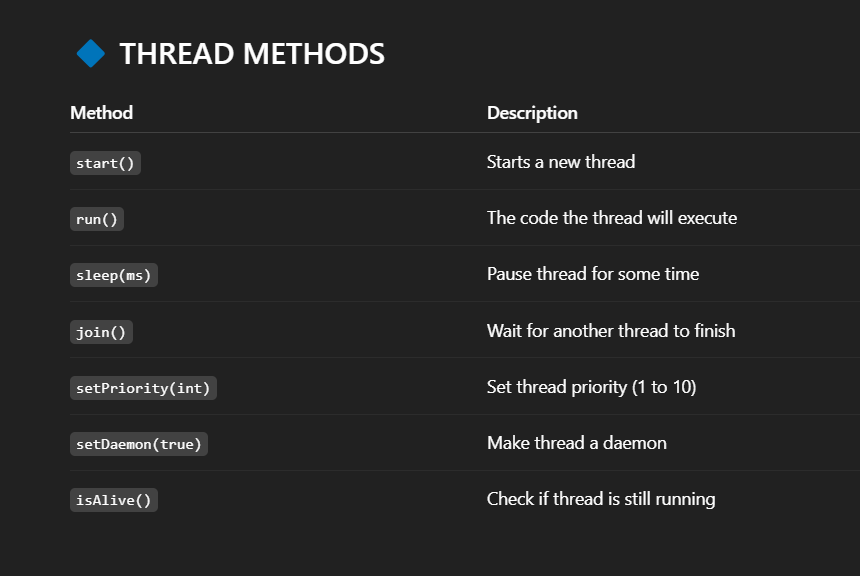 THREAD METHODS
Method Description
start() Starts a new thread
run() The code the thread will execute
sleep(ms) Pause thread for some time
join() Wait for another thread to finish
setPriority(int) Set thread priority (1 to 10)
setDaemon(true) Make thread a daemon
isAlive() Check if thread is still running